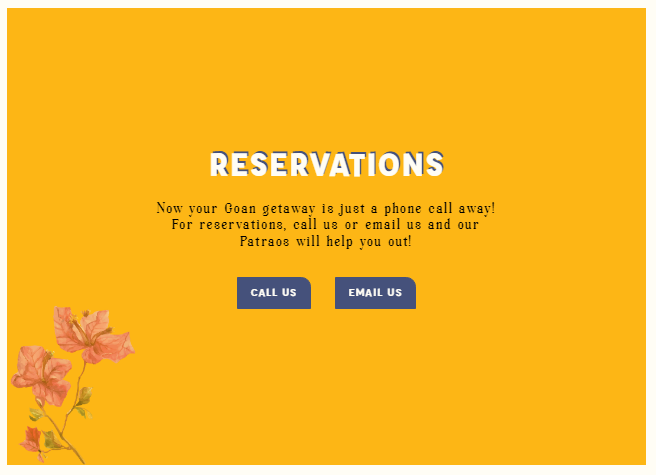 RESERVATIONS
Now your Goan getaway is just a phone call away!
For reservations, call us or email us and our
Patraos will help you out!
CALL US
EMAIL US